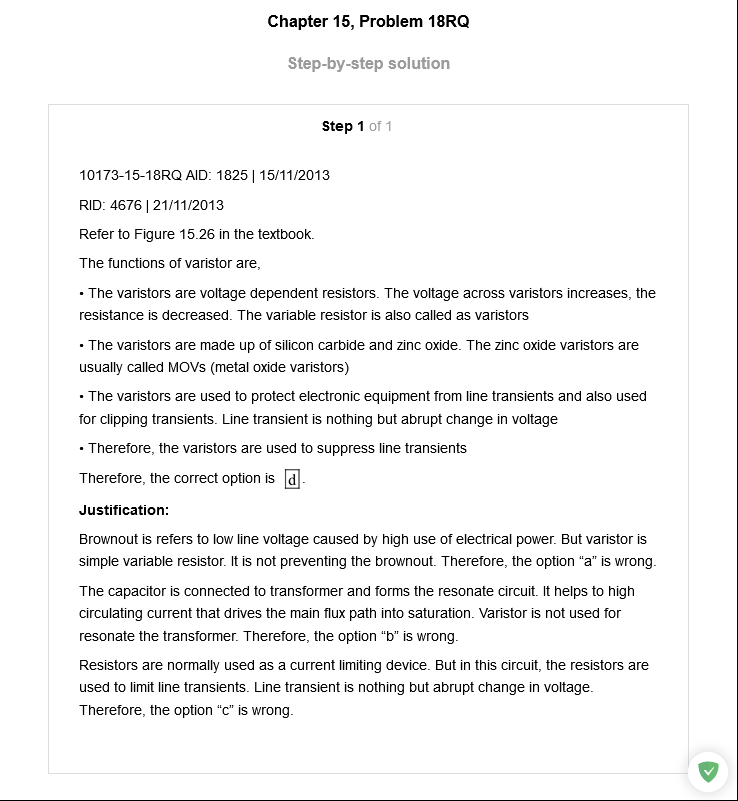 Chapter 15, Problem 18RQ
Step-by-step solution
Step 1 of 1
10173-15-18RQ AID: 1825 | 15/11/2013
RID: 4676 | 21/11/2013
Refer to Figure 15.26 in the textbook.
The functions of varistor are,
• The varistors are voltage dependent resistors. The voltage across varistors increases, the
resistance is decreased. The variable resistor is also called as varistors
• The varistors are made up of silicon carbide and zinc oxide. The zinc oxide varistors are
usually called MOVs (metal oxide varistors)
• The varistors are used to protect electronic equipment from line transients and also used
for clipping transients. Line transient is nothing but abrupt change in voltage
• Therefore, the varistors are used to suppress line transients
Therefore, the correct option is d.
Justification:
Brownout is refers to low line voltage caused by high use of electrical power. But varistor is
simple variable resistor. It is not preventing the brownout. Therefore, the option “a” is wrong.
The capacitor is connected to transformer and forms the resonate circuit. It helps to high
circulating current that drives the main flux path into saturation. Varistor is not used for
resonate the transformer. Therefore, the option “b” is wrong.
Resistors are normally used as a current limiting device. But in this circuit, the resistors are
used to limit line transients. Line transient is nothing but abrupt change in voltage.
Therefore, the option “c” is wrong.